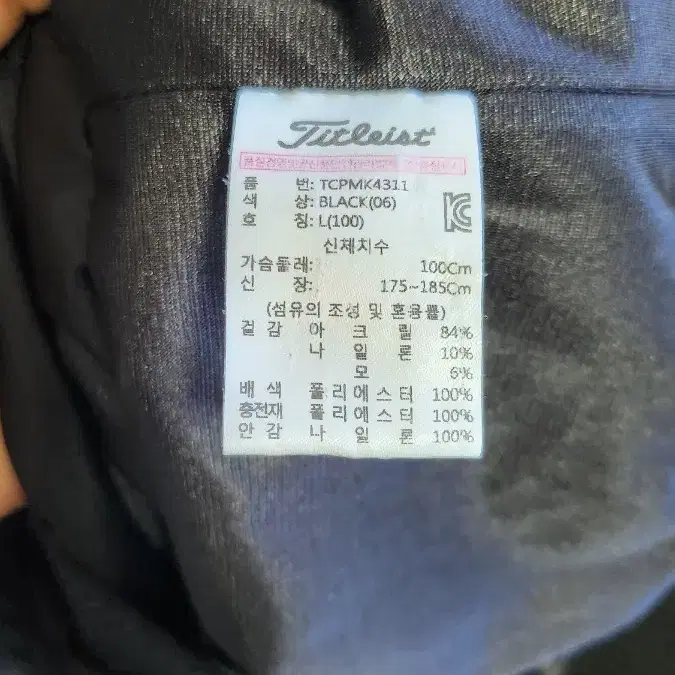 Titleist
품 번: TCPMK4311
색 상: BLACK(06)
호 칭: L(100)
신체치수
가슴둘레: 100Cm
신 장: 175~185Cm
(섬유의 조성 및 혼용률)
겉 감 아 크 릴 84%
나 일 론 10%
모 6%
배 색 폴 리 에 스 터 100%
충전재 폴 리 에 스 터 100%
안 감 나 일 론 100%